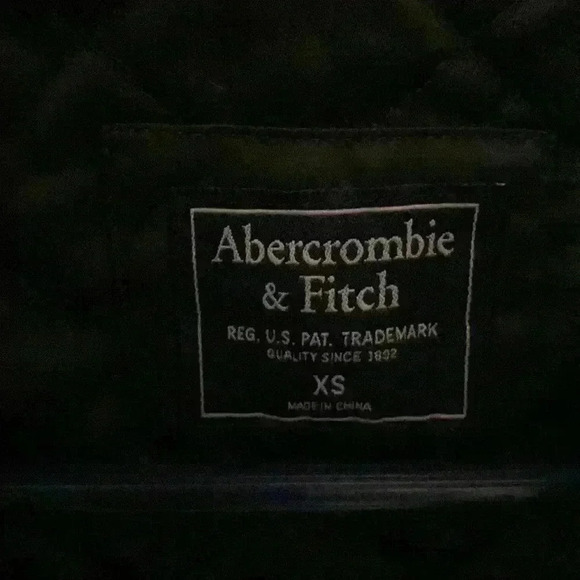 Abercrombie
& Fitch
REG. U.S. PAT. TRADEMARK
QUALITY SINCE 1892
XS
MADE IN CHINA